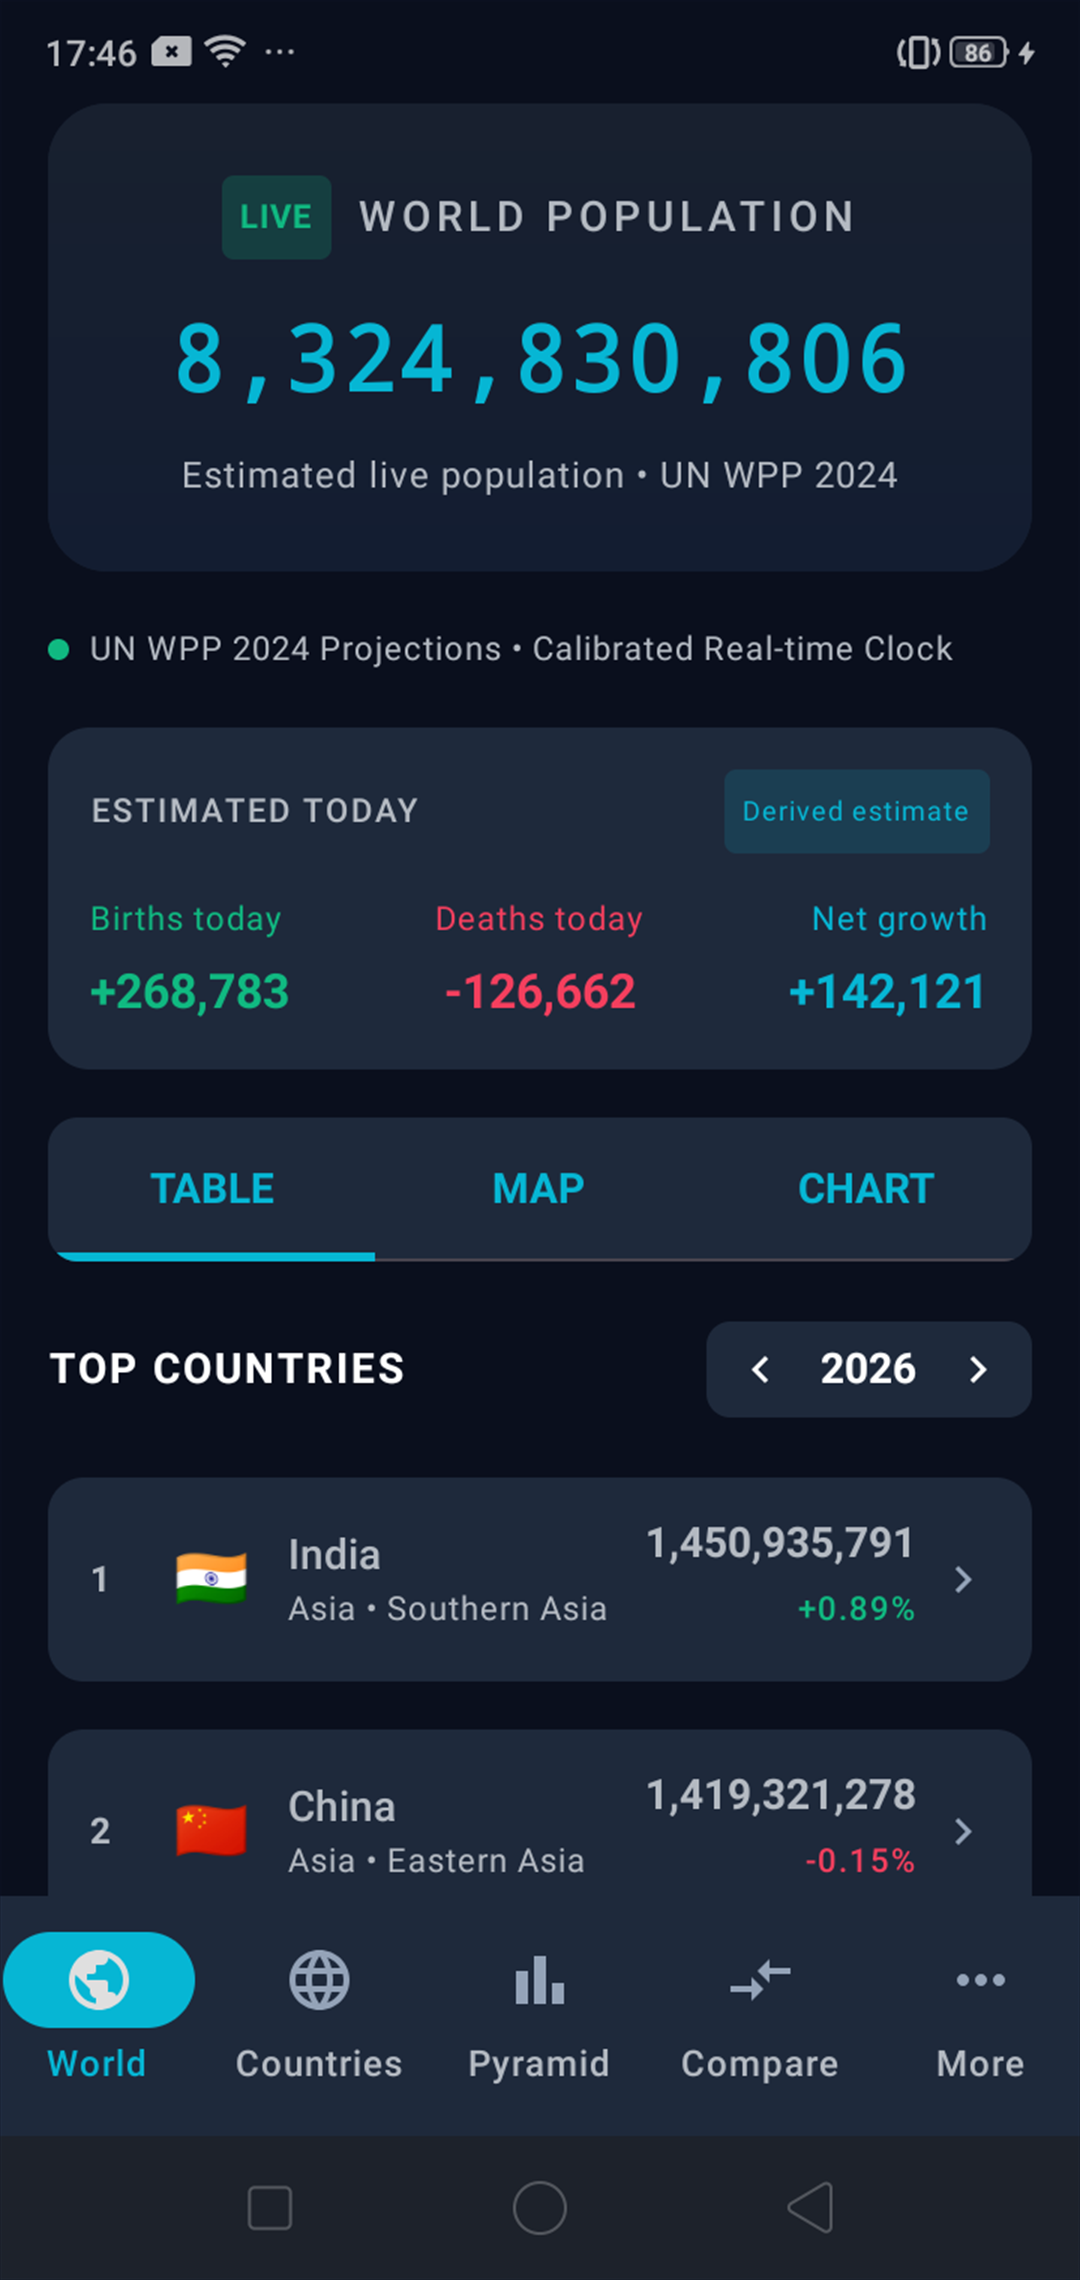 17:46
86
LIVE WORLD POPULATION
8,324,830,806
Estimated live population • UN WPP 2024
UN WPP 2024 Projections • Calibrated Real-time Clock
ESTIMATED TODAY Derived estimate
Births today Deaths today Net growth
+268,783 -126,662 +142,121
TABLE MAP CHART
TOP COUNTRIES 2026
1 India 1,450,935,791
Asia • Southern Asia +0.89%
2 China 1,419,321,278
Asia • Eastern Asia -0.15%
World Countries Pyramid Compare More